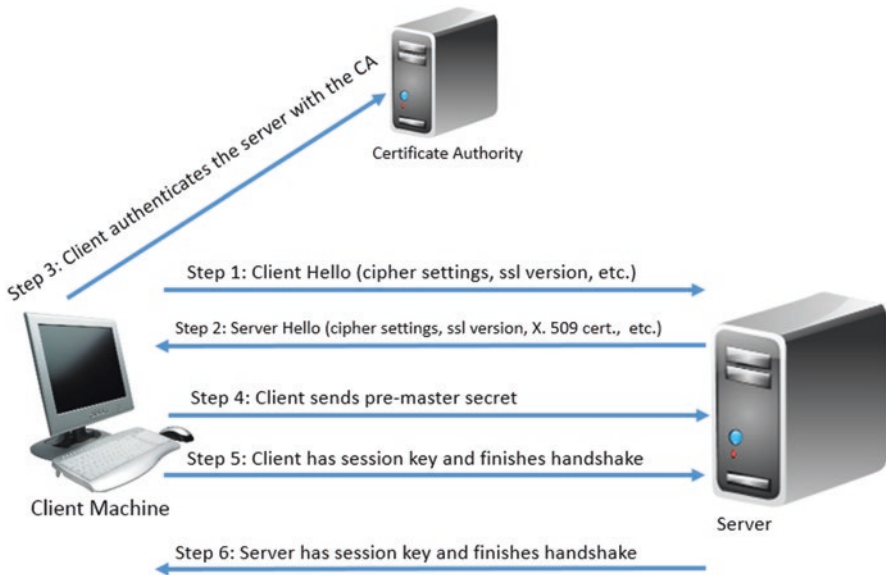 Step 3: Client authenticates the server with the CA
Certificate Authority
Step 1: Client Hello (cipher settings, ssl version, etc.)
Step 2: Server Hello (cipher settings, ssl version, X. 509 cert.,  etc.)
Step 4: Client sends pre-master secret
Step 5: Client has session key and finishes handshake
Client Machine
Server
Step 6: Server has session key and finishes handshake